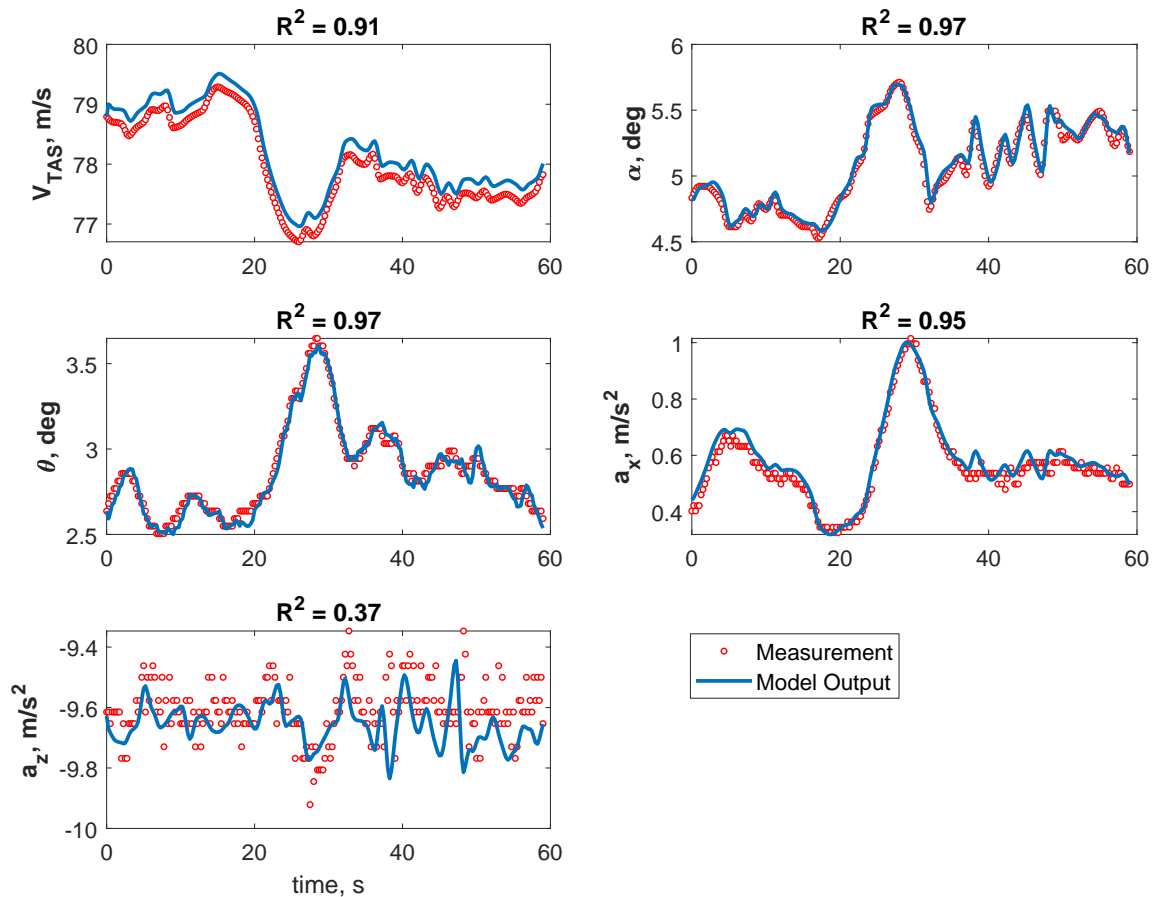 R² = 0.91
V_TAS, m/s
80
79
78
77
0 20 40 60
R² = 0.97
α, deg
6
5.5
5
4.5
0 20 40 60
R² = 0.97
θ, deg
3.5
3
2.5
0 20 40 60
R² = 0.95
a_x, m/s²
1
0.8
0.6
0.4
0 20 40 60
R² = 0.37
a_z, m/s²
-9.4
-9.6
-9.8
-10
0 20 40 60
time, s
Measurement
Model Output